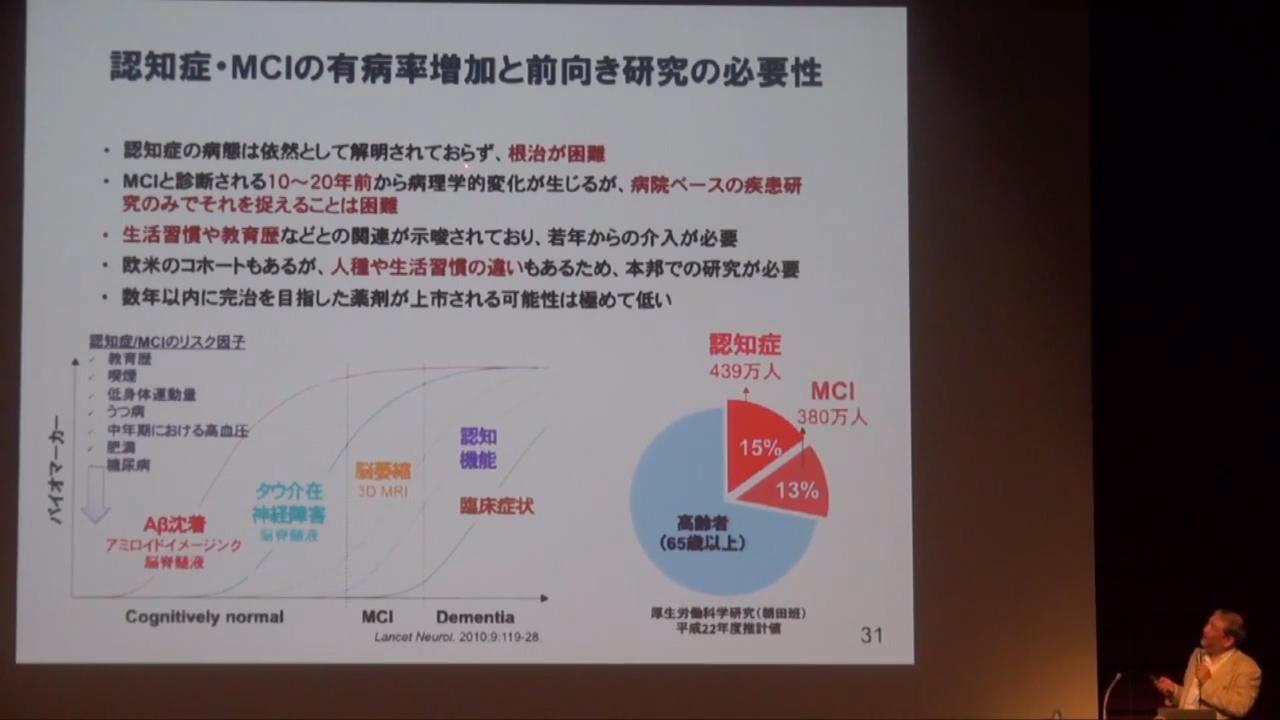 認知症・MCIの有病率増加と前向き研究の必要性
・ 認知症の病態は依然として解明されておらず、根治が困難
・ MCIと診断される10～20年前から病理学的変化が生じるが、病院ベースの疾患研
究のみでそれを捉えることは困難
・ 生活習慣や教育歴などとの関連が示唆されており、若年からの介入が必要
・ 欧米のコホートもあるが、人種や生活習慣の違いもあるため、本邦での研究が必要
・ 数年以内に完治を目指した薬剤が上市される可能性は極めて低い
認知症/MCIのリスク因子
✓ 教育歴
✓ 喫煙
✓ 低身体運動量
✓ うつ病
✓ 中年期における高血圧
✓ 肥満
✓ 糖尿病
バイオマーカー
Aβ沈着
アミロイドイメージング
脳脊髄液
タウ介在
神経障害
脳脊髄液
脳萎縮
3D MRI
認知
機能
臨床症状
Cognitively normal
MCI
Dementia
Lancet Neurol. 2010:9:119-28.
認知症
439万人
MCI
380万人
15%
13%
高齢者
（65歳以上）
厚生労働科学研究（朝田班）
平成22年度推計値
31